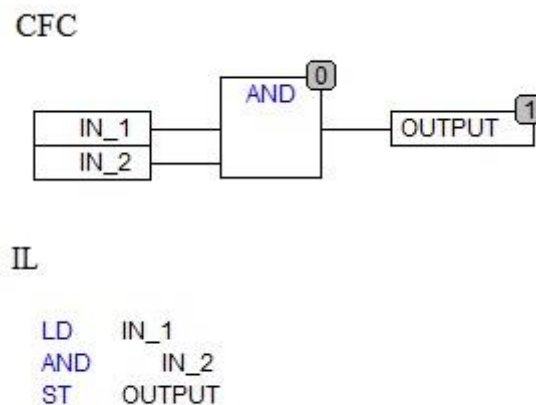 CFC
AND 0
IN_1
OUTPUT 1
IN_2
IL
LD IN_1
AND IN_2
ST OUTPUT